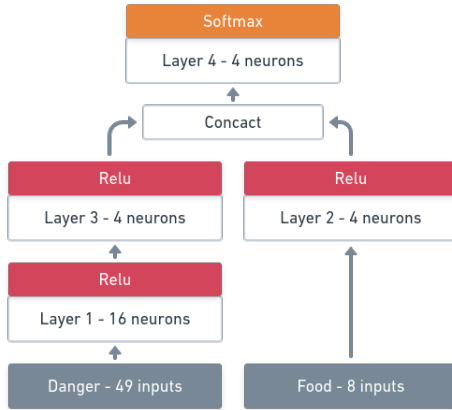 Softmax
Layer 4 - 4 neurons
Concact
Relu
Layer 3 - 4 neurons
Relu
Layer 2 - 4 neurons
Relu
Layer 1 - 16 neurons
Danger - 49 inputs
Food - 8 inputs